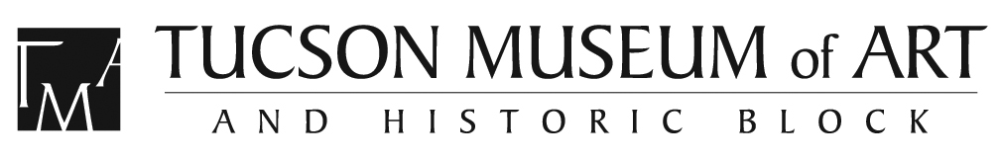 TMA
TUCSON MUSEUM of ART
AND HISTORIC BLOCK